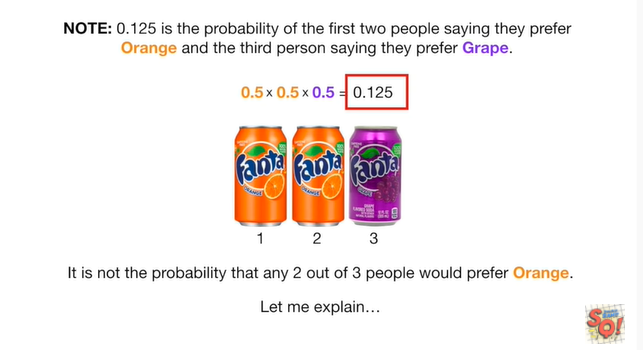 NOTE: 0.125 is the probability of the first two people saying they prefer
Orange and the third person saying they prefer Grape.
0.5 x 0.5 x 0.5 = 0.125
Fanta Fanta Fanta
ORANGE ORANGE GRAPE
1 2 3
It is not the probability that any 2 out of 3 people would prefer Orange.
Let me explain…
SQ!